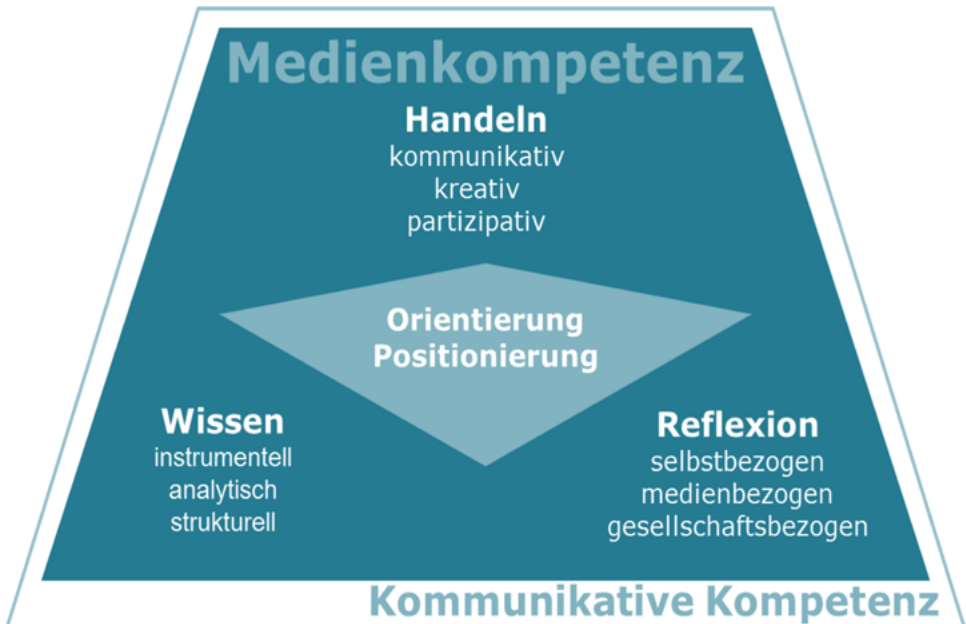 Medienkompetenz
Handeln
kommunikativ
kreativ
partizipativ
Orientierung
Positionierung
Wissen
instrumentell
analytisch
strukturell
Reflexion
selbstbezogen
medienbezogen
gesellschaftsbezogen
Kommunikative Kompetenz